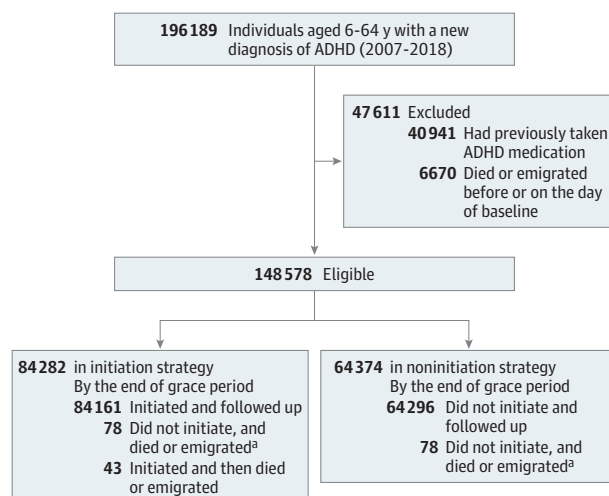 196189 Individuals aged 6-64 y with a new
diagnosis of ADHD (2007-2018)
47611 Excluded
40941 Had previously taken
ADHD medication
6670 Died or emigrated
before or on the day
of baseline
148578 Eligible
84282 in initiation strategy
By the end of grace period
84161 Initiated and followed up
78 Did not initiate, and
died or emigratedᵃ
43 Initiated and then died
or emigrated
64374 in noninitiation strategy
By the end of grace period
64296 Did not initiate and
followed up
78 Did not initiate, and
died or emigratedᵃ